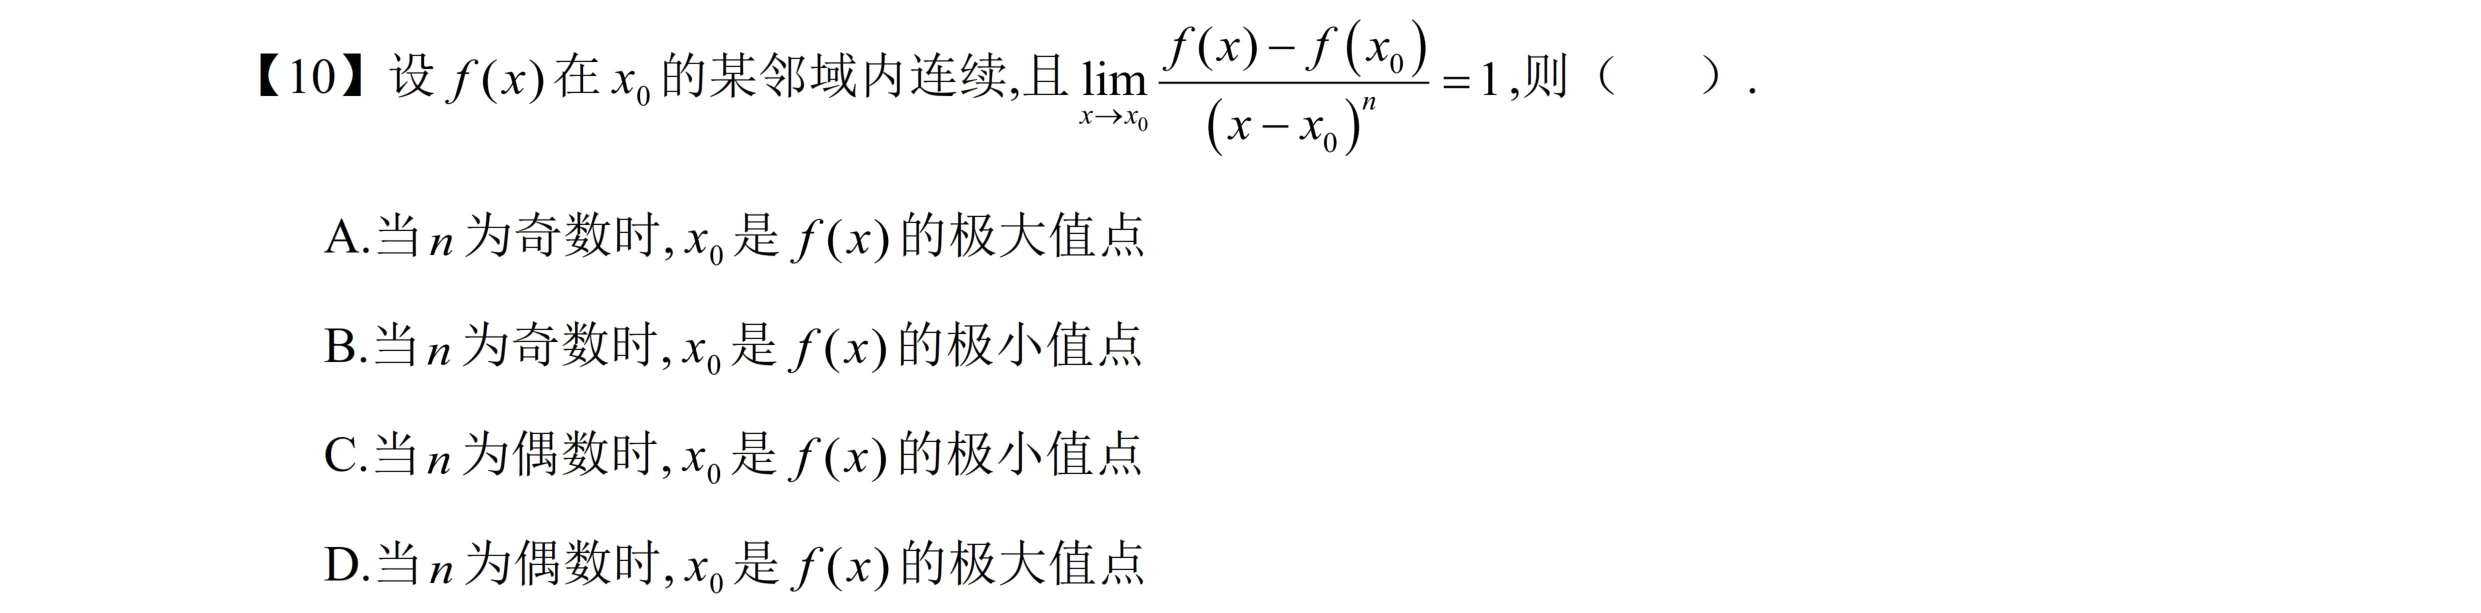 【10】设 $f(x)$ 在 $x_0$ 的某邻域内连续,且 $\lim_{x \to x_0} \frac{f(x)-f(x_0)}{(x-x_0)^n}=1$,则（　　）.
A.当 $n$ 为奇数时, $x_0$ 是 $f(x)$ 的极大值点
B.当 $n$ 为奇数时, $x_0$ 是 $f(x)$ 的极小值点
C.当 $n$ 为偶数时, $x_0$ 是 $f(x)$ 的极小值点
D.当 $n$ 为偶数时, $x_0$ 是 $f(x)$ 的极大值点